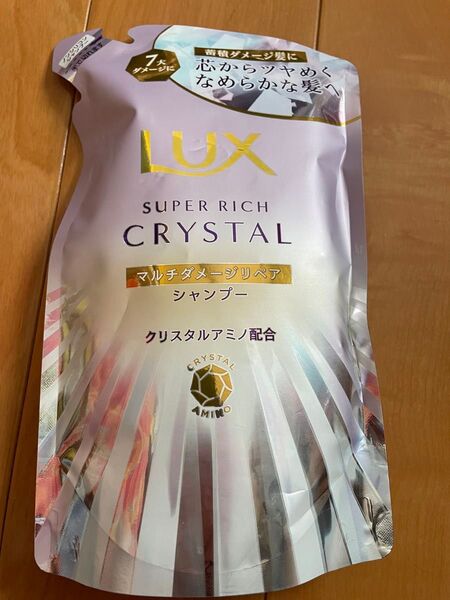 7大
ダメージに
蓄積ダメージ髪に
芯からツヤめく
なめらかな髪へ
LUX
SUPER RICH
CRYSTAL
マルチダメージリペア
シャンプー
クリスタルアミノ配合
CRYSTAL
AMINO